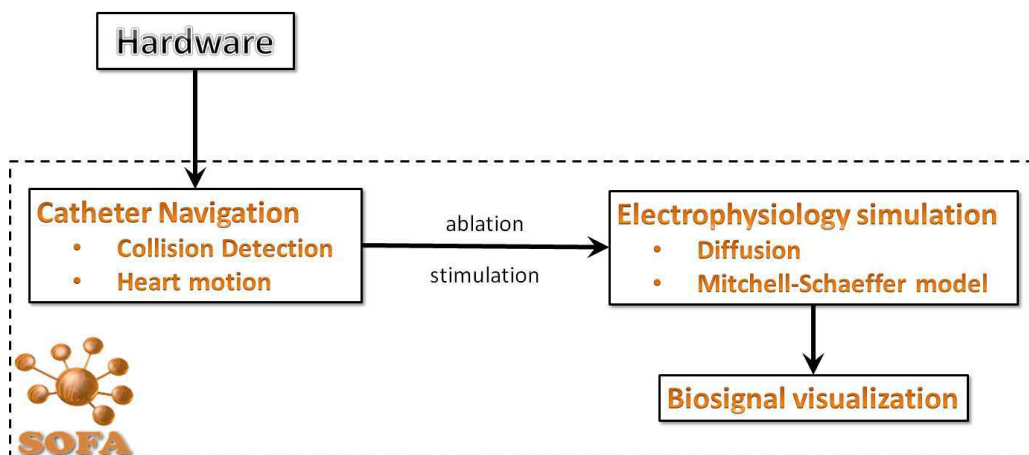 Hardware
Catheter Navigation
• Collision Detection
• Heart motion
ablation
stimulation
Electrophysiology simulation
• Diffusion
• Mitchell-Schaeffer model
Biosignal visualization
SOFA